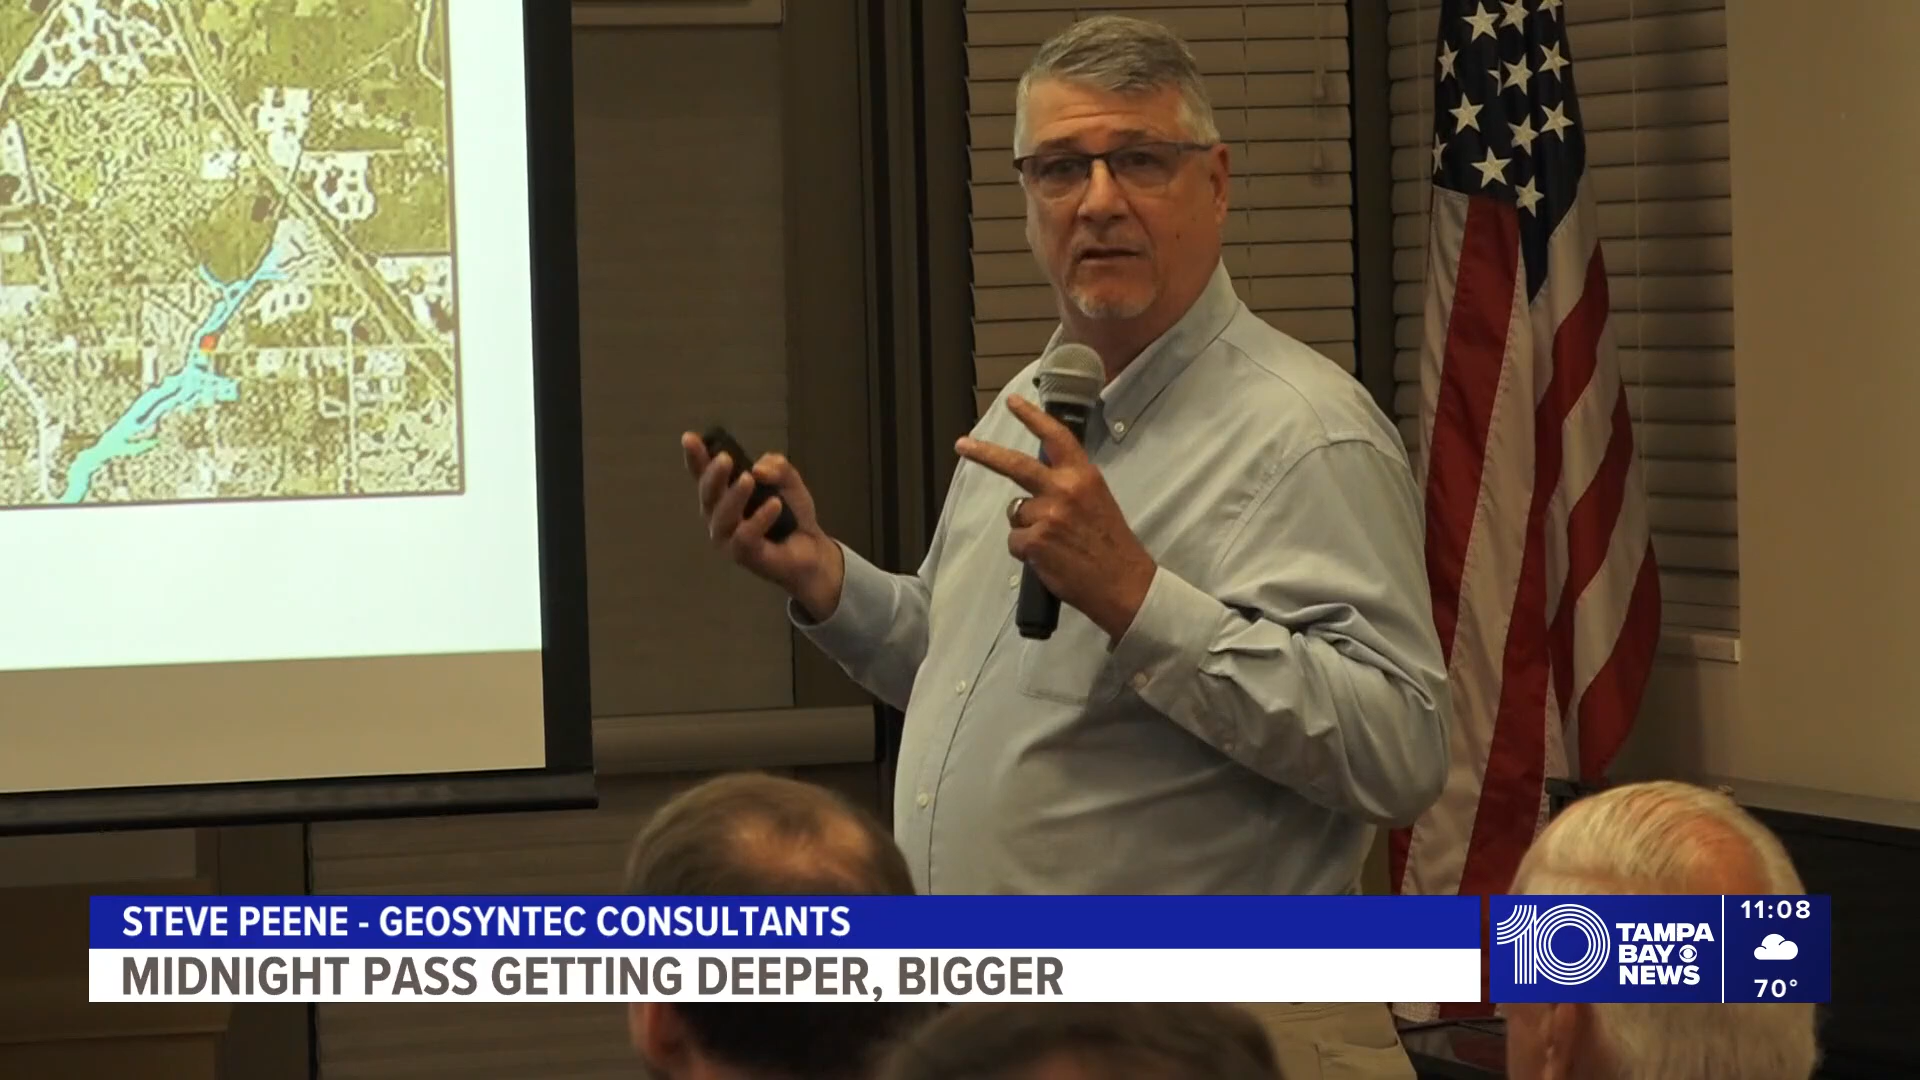 STEVE PEENE - GEOSYNTEC CONSULTANTS
MIDNIGHT PASS GETTING DEEPER, BIGGER
10 TAMPA BAY NEWS
11:08
70°